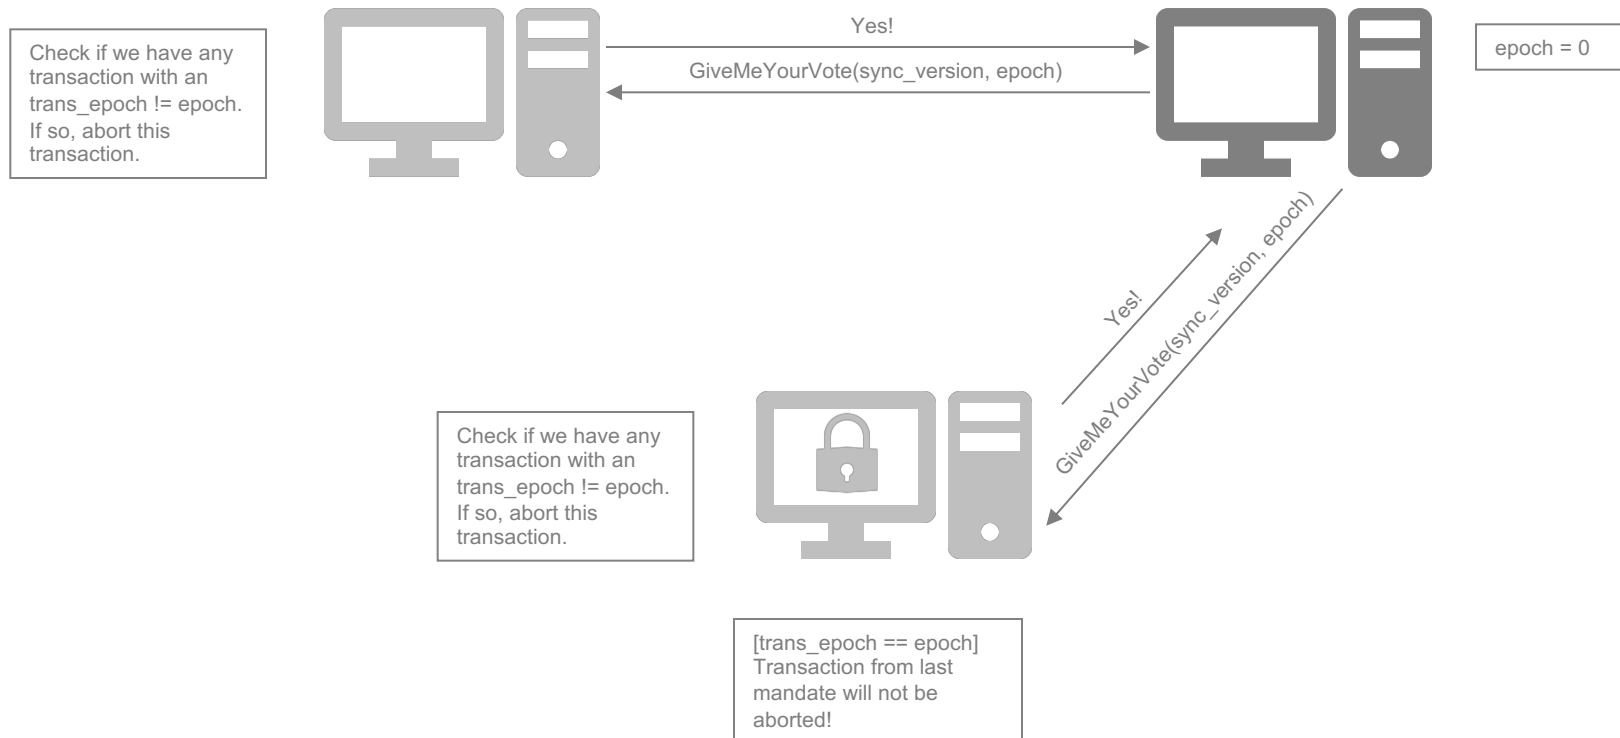 Yes!
GiveMeYourVote(sync_version, epoch)
epoch = 0
Check if we have any
transaction with an
trans_epoch != epoch.
If so, abort this
transaction.
Yes!
GiveMeYourVote(sync_version, epoch)
Check if we have any
transaction with an
trans_epoch != epoch.
If so, abort this
transaction.
[trans_epoch == epoch]
Transaction from last
mandate will not be
aborted!